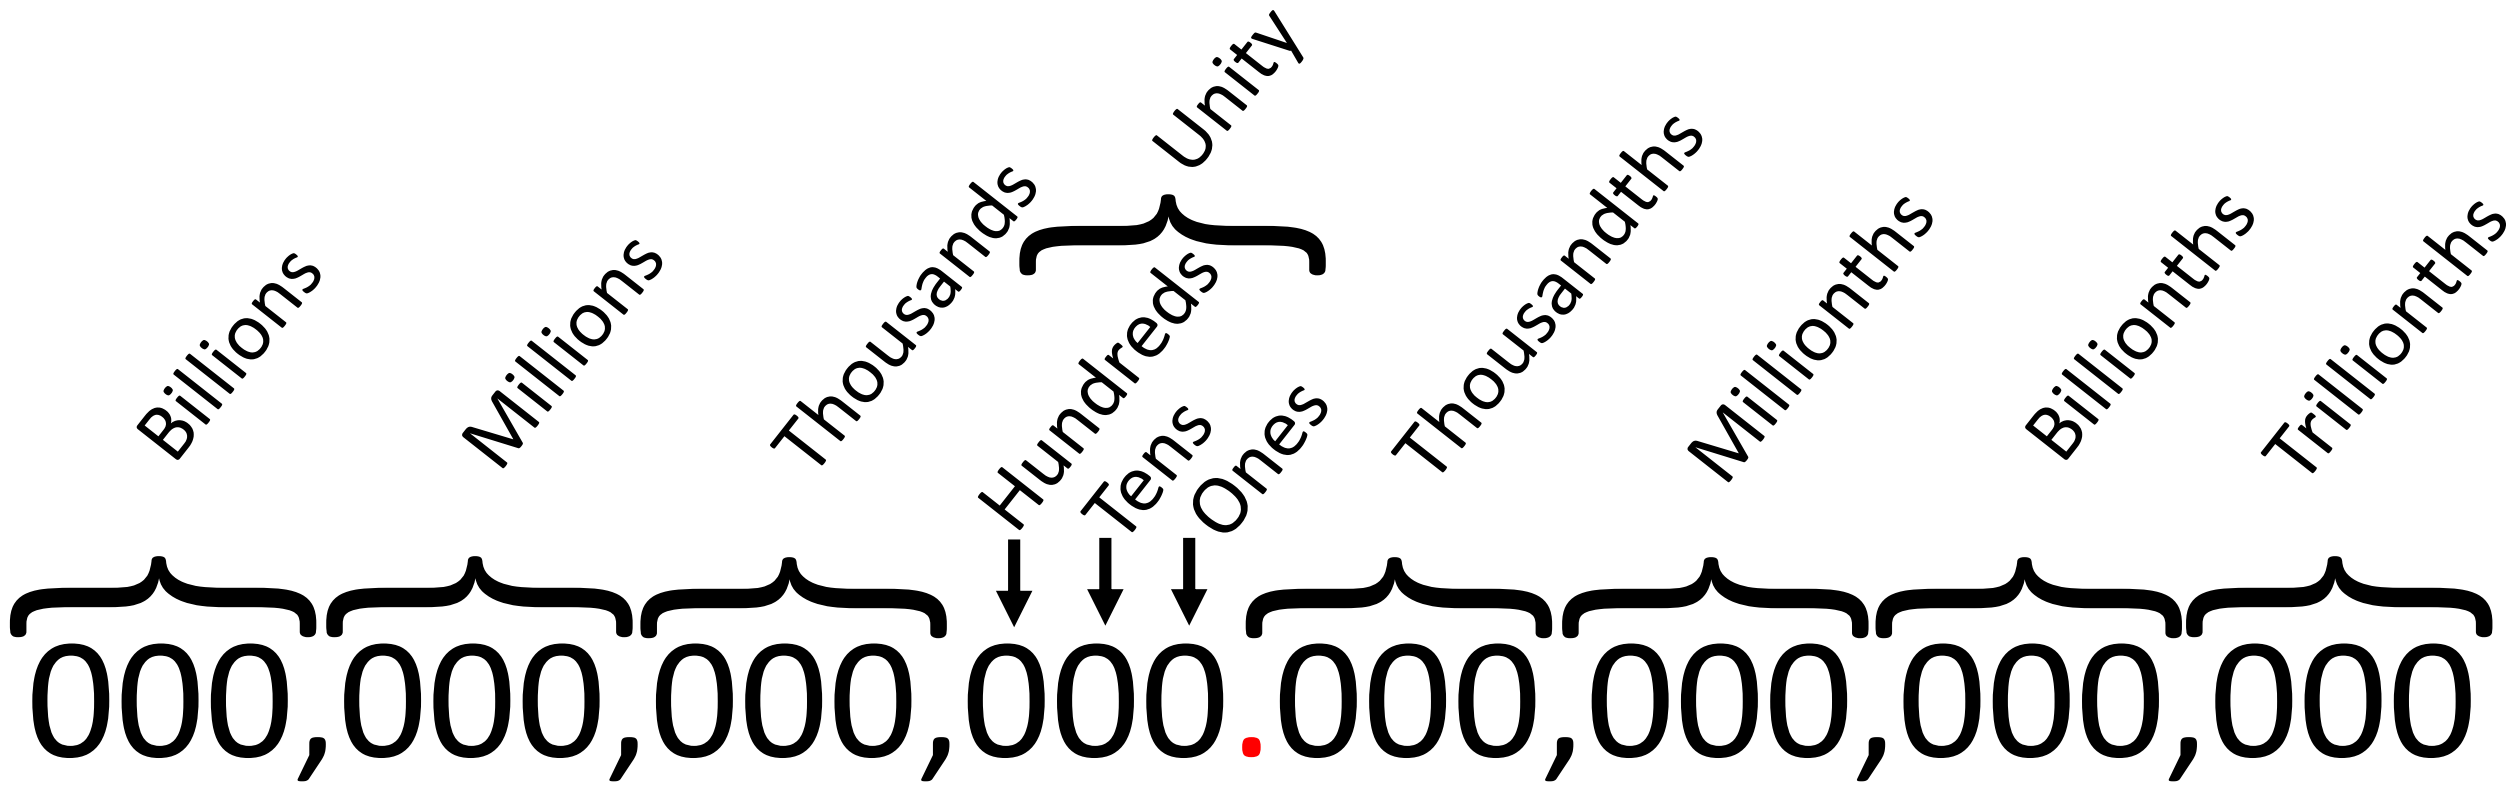 Unity
Billions
Millions
Thousands
Hundreds
Tens
Ones
Thousandths
Millionths
Billionths
Trillionths
000,000,000,000.000,000,000,000